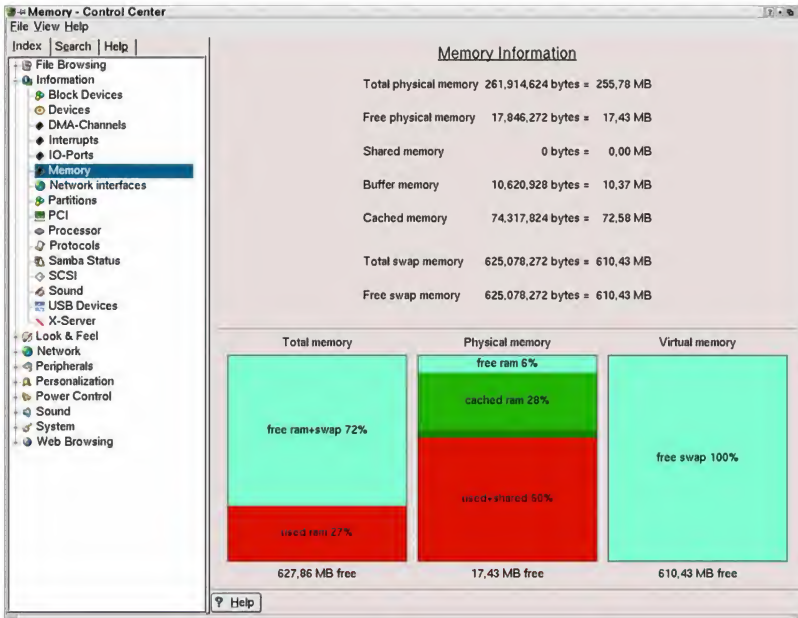 Memory - Control Center
File View Help
Index Search Help
File Browsing
Information
Block Devices
Devices
DMA-Channels
Interrupts
IO-Ports
Memory
Network interfaces
Partitions
PCI
Processor
Protocols
Samba Status
SCSI
Sound
USB Devices
X-Server
Look & Feel
Network
Peripherals
Personalization
Power Control
Sound
System
Web Browsing
Memory Information
Total physical memory 261,914,624 bytes = 255,78 MB
Free physical memory 17,846,272 bytes = 17,43 MB
Shared memory 0 bytes = 0,00 MB
Buffer memory 10,620,928 bytes = 10,37 MB
Cached memory 74,317,824 bytes = 72,58 MB
Total swap memory 625,078,272 bytes = 610,43 MB
Free swap memory 625,078,272 bytes = 610,43 MB
Total memory
free ram+swap 72%
used ram 27%
627,86 MB free
Physical memory
free ram 6%
cached ram 28%
used+shared 60%
17,43 MB free
Virtual memory
free swap 100%
610,43 MB free
? Help